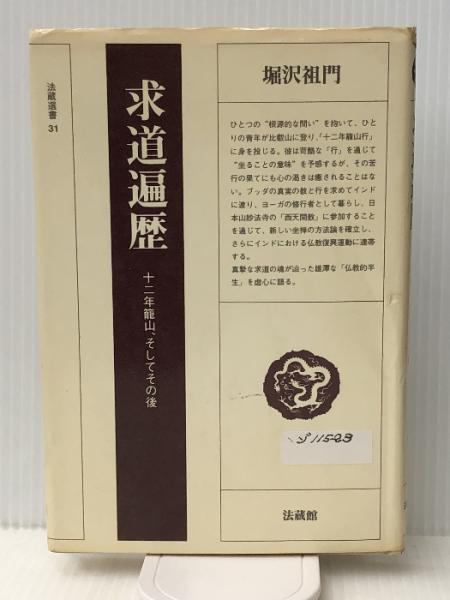 法蔵選書 31
求道遍歴
十二年籠山、そしてその後
堀沢祖門
ひとつの“根源的な問い”を抱いて、ひと
りの青年が比叡山に登り、「十二年籠山行」
に身を投じる。彼は苛酷な「行」を通じて
“坐ることの意味”を予感するが、その苦
行の果てにも心の渇きは癒されることはな
い。ブッダの真実の教と行を求めてインド
に渡り、ヨーガの修行者として暮らし、日
本山妙法寺の「西天開教」に参加すること
を通じて、新しい坐禅の方法論を確立し、
さらにインドにおける仏教復興運動に連帯
する。
真摯な求道の魂が辿った雄渾な「仏教的半
生」を虚心に語る。
115-23
法蔵館